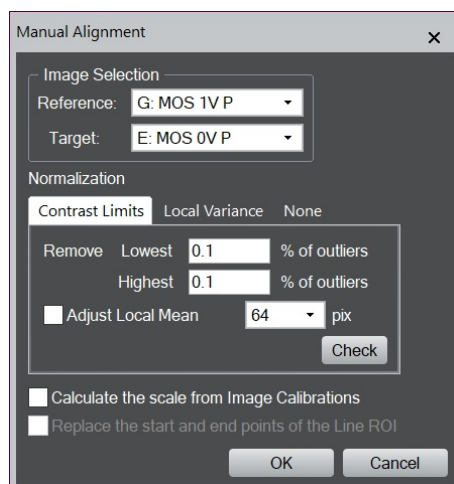 Manual Alignment
Image Selection
Reference: G: MOS 1V P
Target: E: MOS 0V P
Normalization
Contrast Limits Local Variance None
Remove Lowest 0.1 % of outliers
Highest 0.1 % of outliers
Adjust Local Mean 64 pix
Check
Calculate the scale from Image Calibrations
Replace the start and end points of the Line ROI
OK Cancel